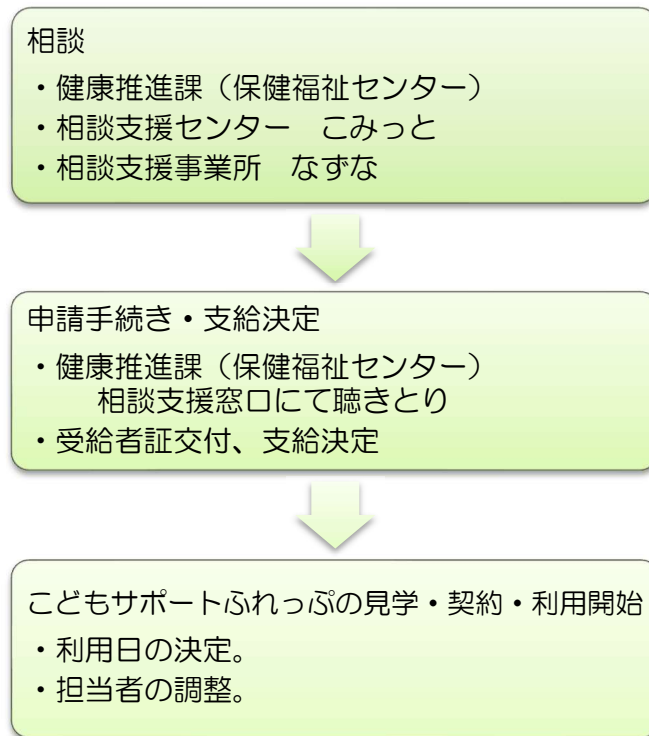 相談
・健康推進課（保健福祉センター）
・相談支援センター　こみっと
・相談支援事業所　なずな
申請手続き・支給決定
・健康推進課（保健福祉センター）
相談支援窓口にて聴きとり
・受給者証交付、支給決定
こどもサポートふれっぷの見学・契約・利用開始
・利用日の決定。
・担当者の調整。